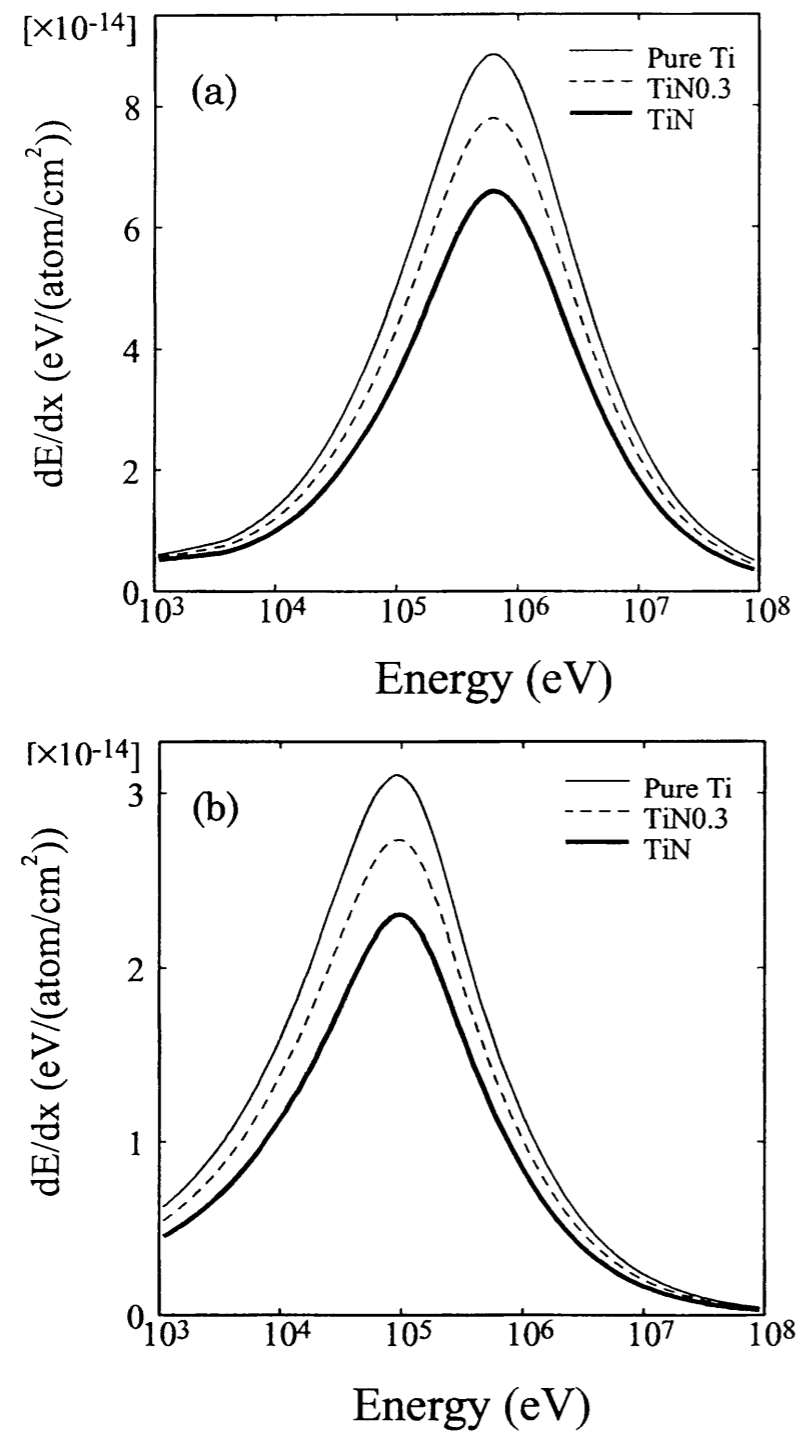 [×10-14]
(a)
Pure Ti
TiN0.3
TiN
8
6
4
2
0
dE/dx (eV/(atom/cm2))
103 104 105 106 107 108
Energy (eV)
[×10-14]
(b)
Pure Ti
TiN0.3
TiN
3
2
1
0
dE/dx (eV/(atom/cm2))
103 104 105 106 107 108
Energy (eV)